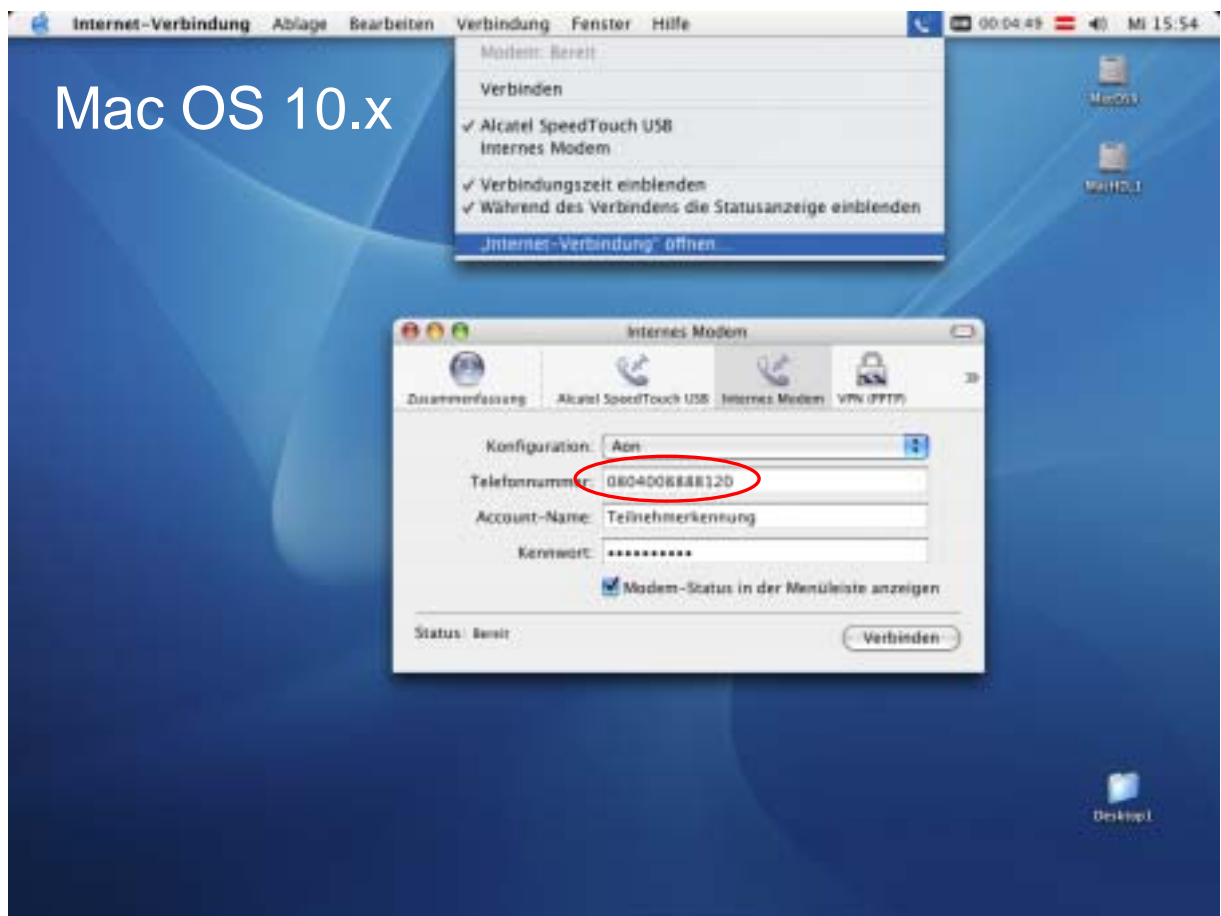 Internet-Verbindung Ablage Bearbeiten Verbindung Fenster Hilfe 00:04:49 Mi 15:54
Modem: Bereit
Verbinden
✓ Alcatel SpeedTouch USB
Internes Modem
✓ Verbindungszeit einblenden
✓ Während des Verbindens die Statusanzeige einblenden
„Internet-Verbindung“ öffnen...
Mac OS 10.x
MacOSX
MacHD_1
Internes Modem
Zusammenfassung Alcatel SpeedTouch USB Internes Modem VPN (PPTP)
Konfiguration: Aon
Telefonnummer: 0804008888120
Account-Name: Teilnehmerkennung
Kennwort: ••••••••••
Modem-Status in der Menüleiste anzeigen
Status: Bereit
Verbinden
Desktop1